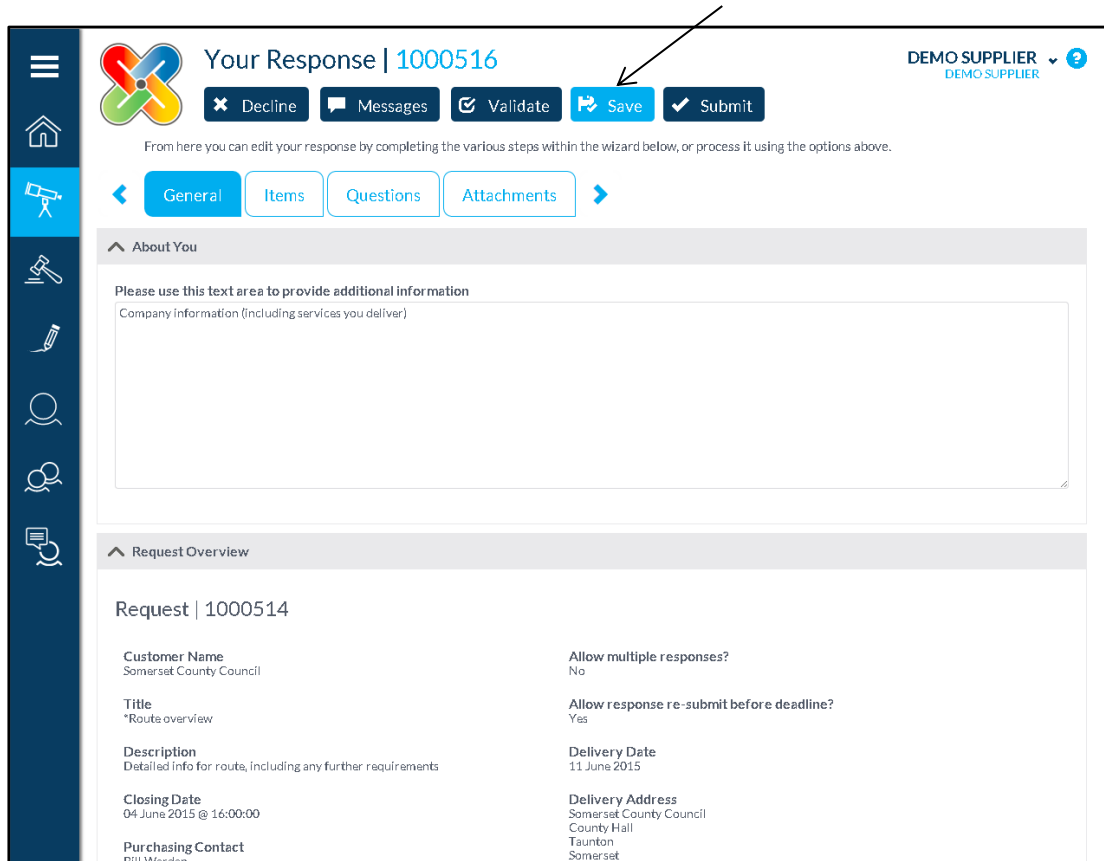 Your Response | 1000516
DEMO SUPPLIER
DEMO SUPPLIER
Decline Messages Validate Save Submit
From here you can edit your response by completing the various steps within the wizard below, or process it using the options above.
General Items Questions Attachments
About You
Please use this text area to provide additional information
Company information (including services you deliver)
Request Overview
Request | 1000514
Customer Name
Somerset County Council
Title
*Route overview
Description
Detailed info for route, including any further requirements
Closing Date
04 June 2015 @ 16:00:00
Purchasing Contact
Allow multiple responses?
No
Allow response re-submit before deadline?
Yes
Delivery Date
11 June 2015
Delivery Address
Somerset County Council
County Hall
Taunton
Somerset